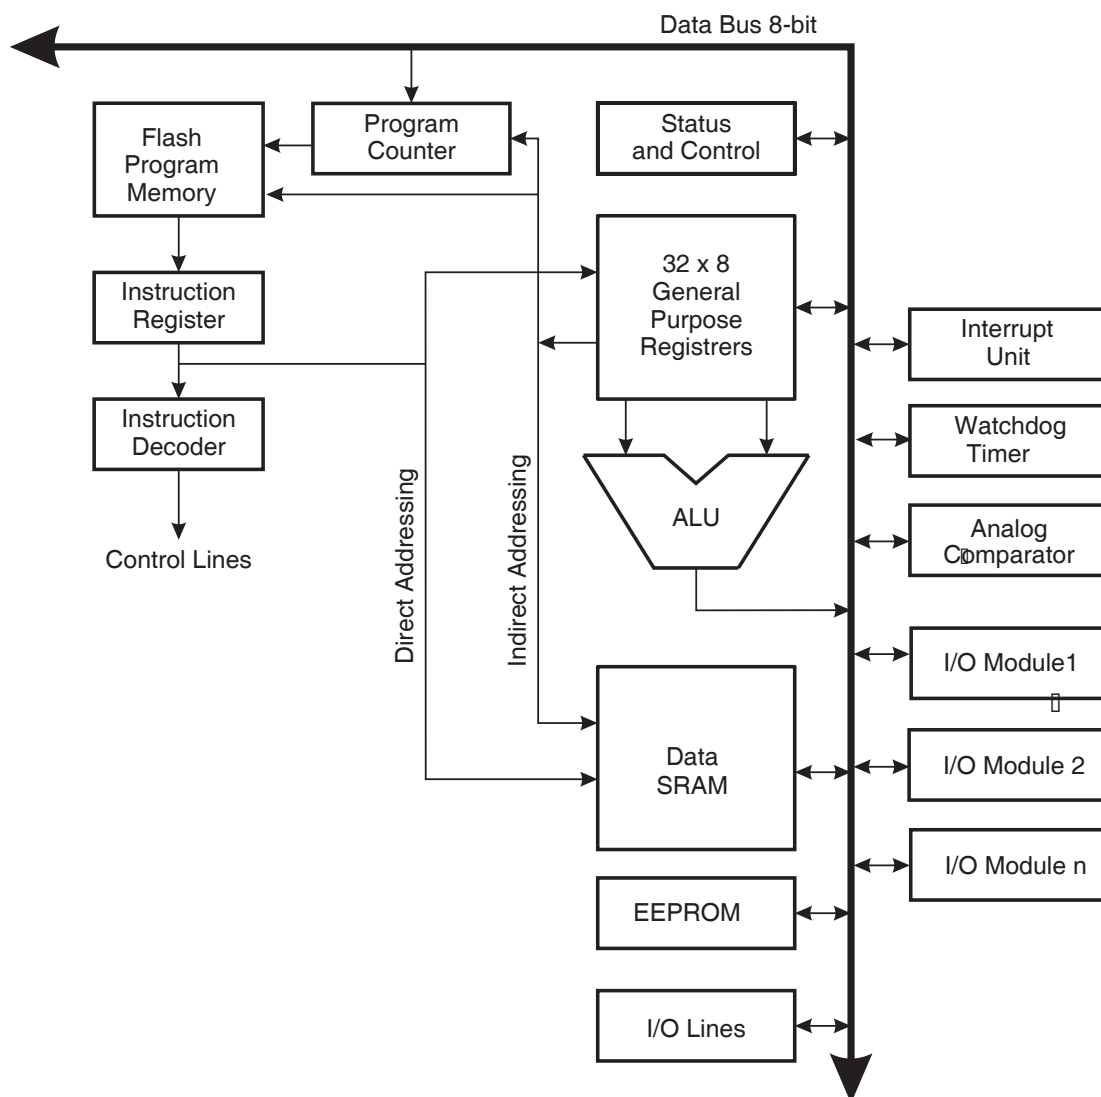 Data Bus 8-bit
Flash
Program
Memory
Program
Counter
Status
and Control
Instruction
Register
32 x 8
General
Purpose
Registrers
Instruction
Decoder
Control Lines
Direct Addressing
Indirect Addressing
ALU
Interrupt
Unit
Watchdog
Timer
Analog
Comparator
I/O Module1
Data
SRAM
I/O Module 2
I/O Module n
EEPROM
I/O Lines